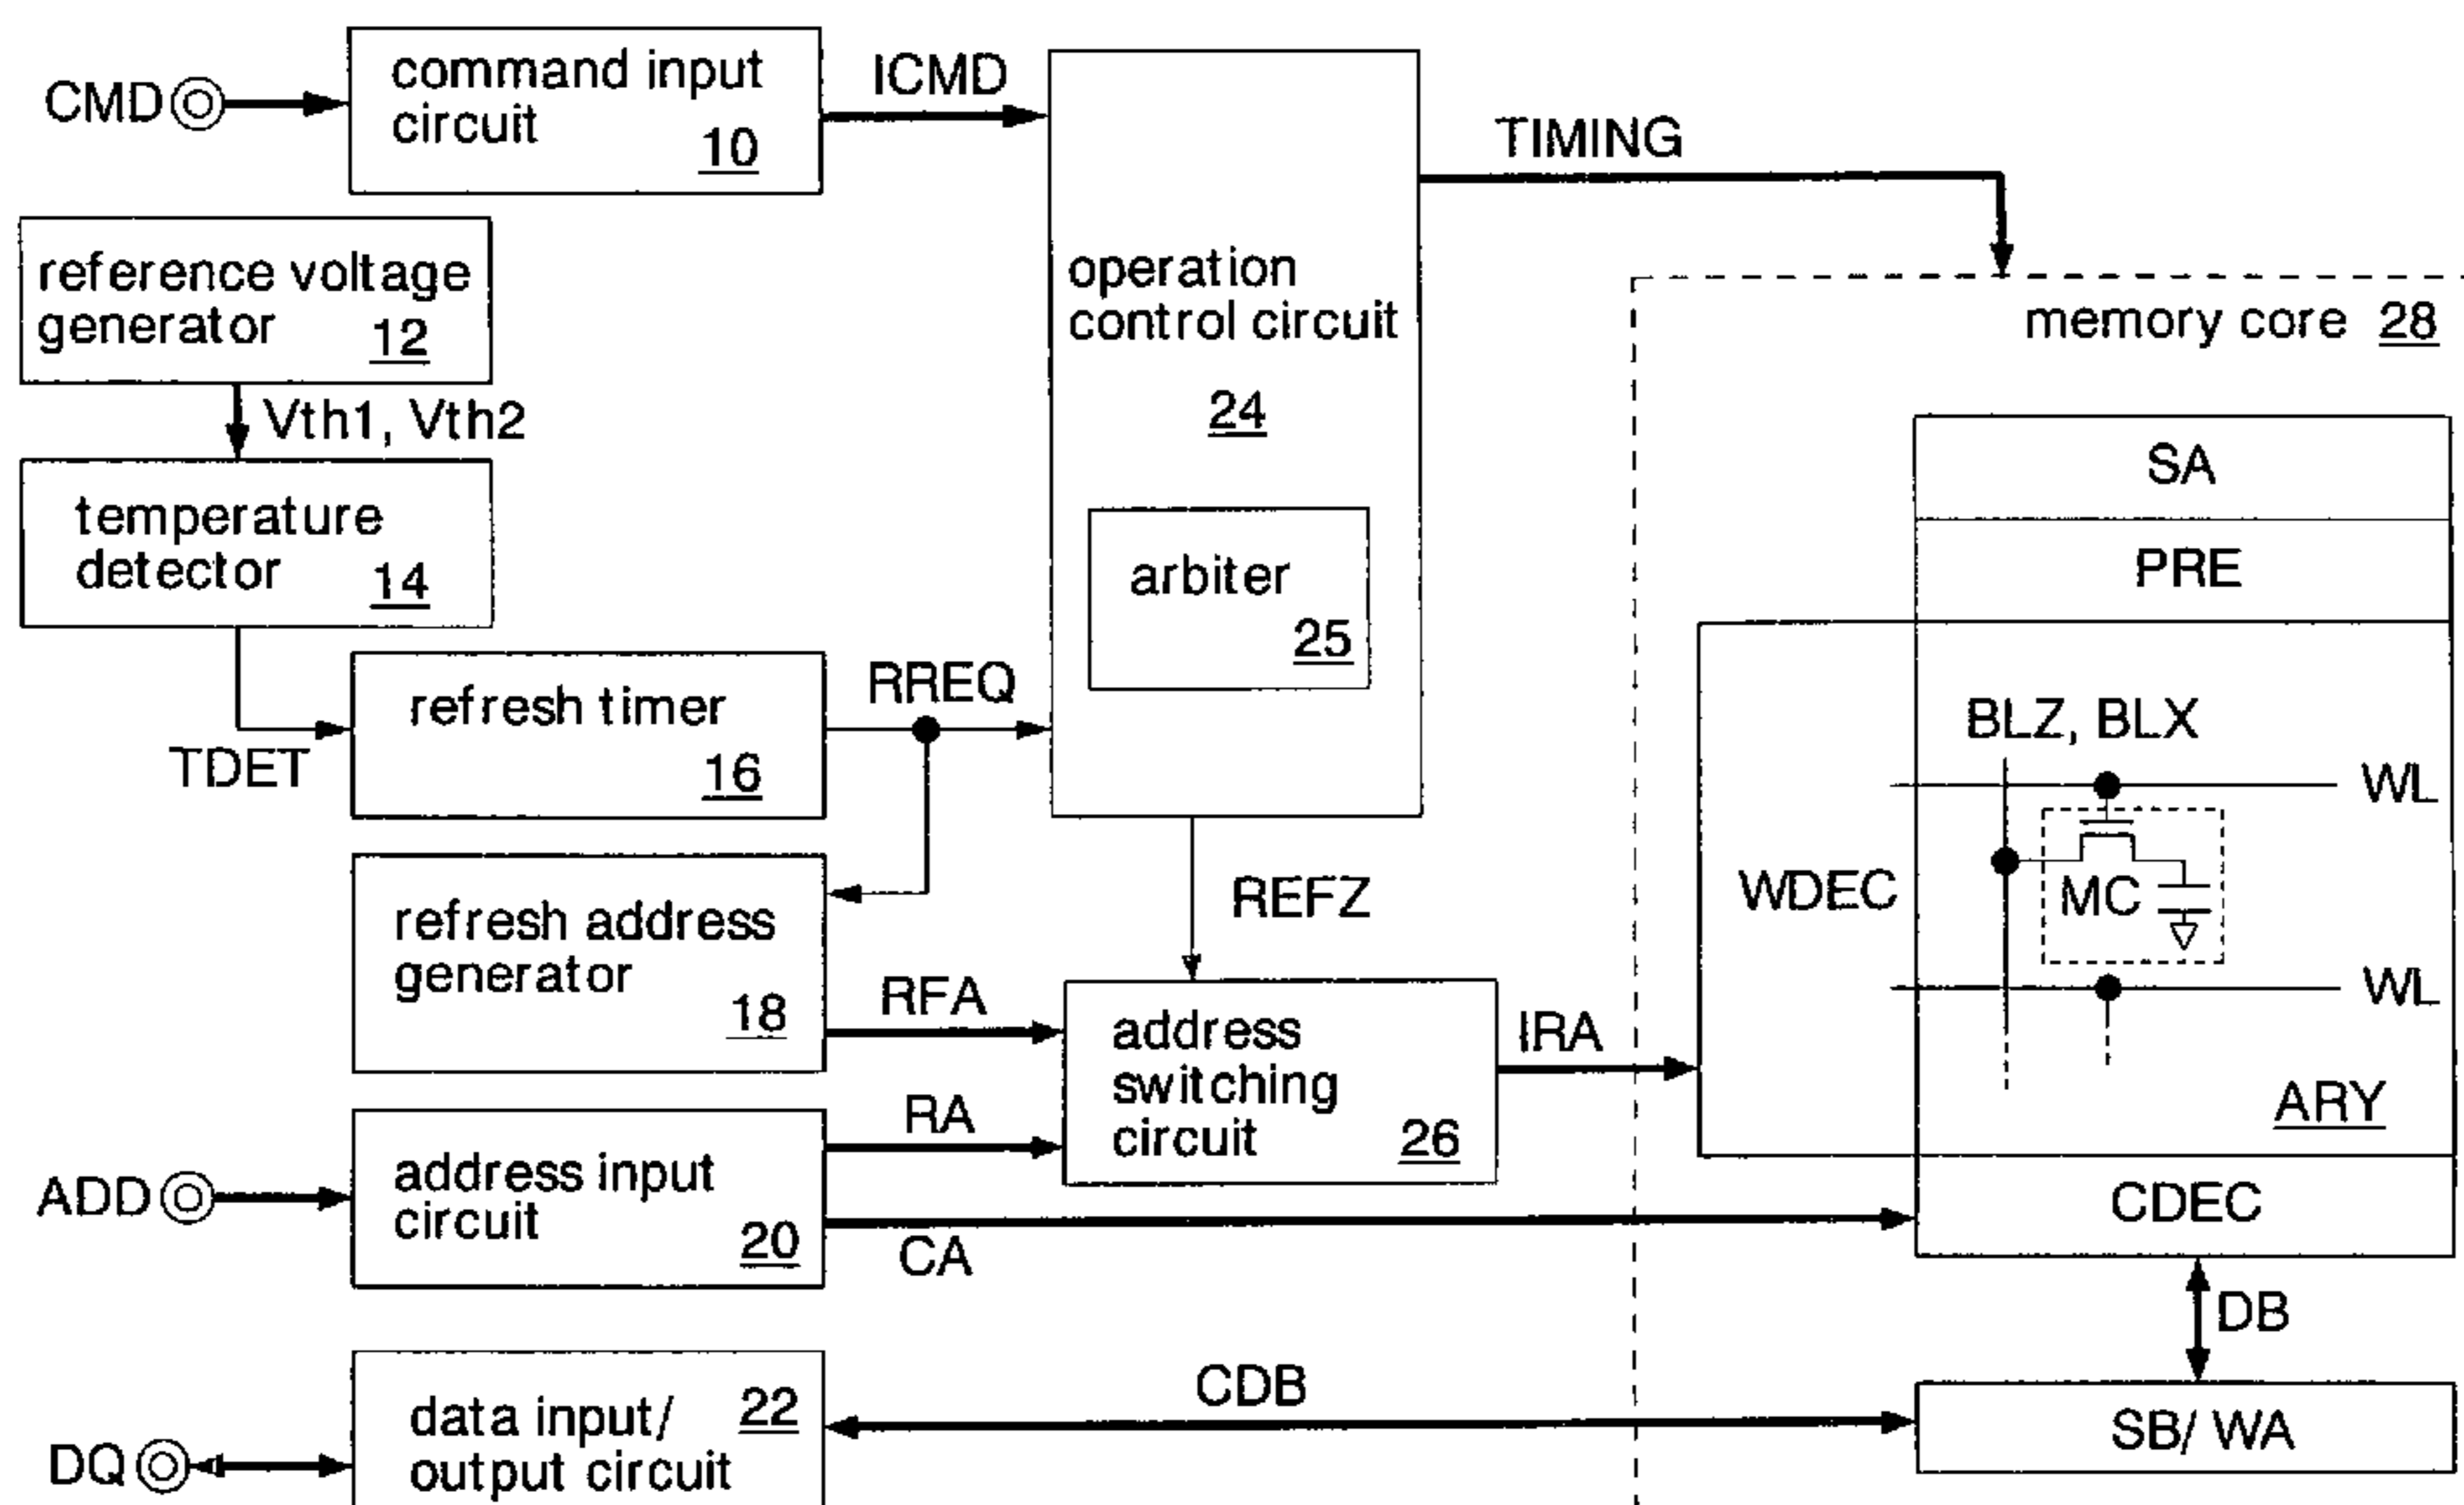 CMD
command input
circuit
10
ICMD
TIMING
reference voltage
generator
12
Vth1, Vth2
temperature
detector
14
TDET
refresh timer
16
RREQ
operation
control circuit
24
arbiter
25
REFZ
refresh address
generator
18
RFA
address
switching
circuit
26
IRA
RA
ADD
address input
circuit
20
CA
DQ
data input/
output circuit
22
CDB
memory core 28
SA
PRE
BLZ, BLX
WL
WDEC
MC
WL
ARY
CDEC
DB
SB/ WA